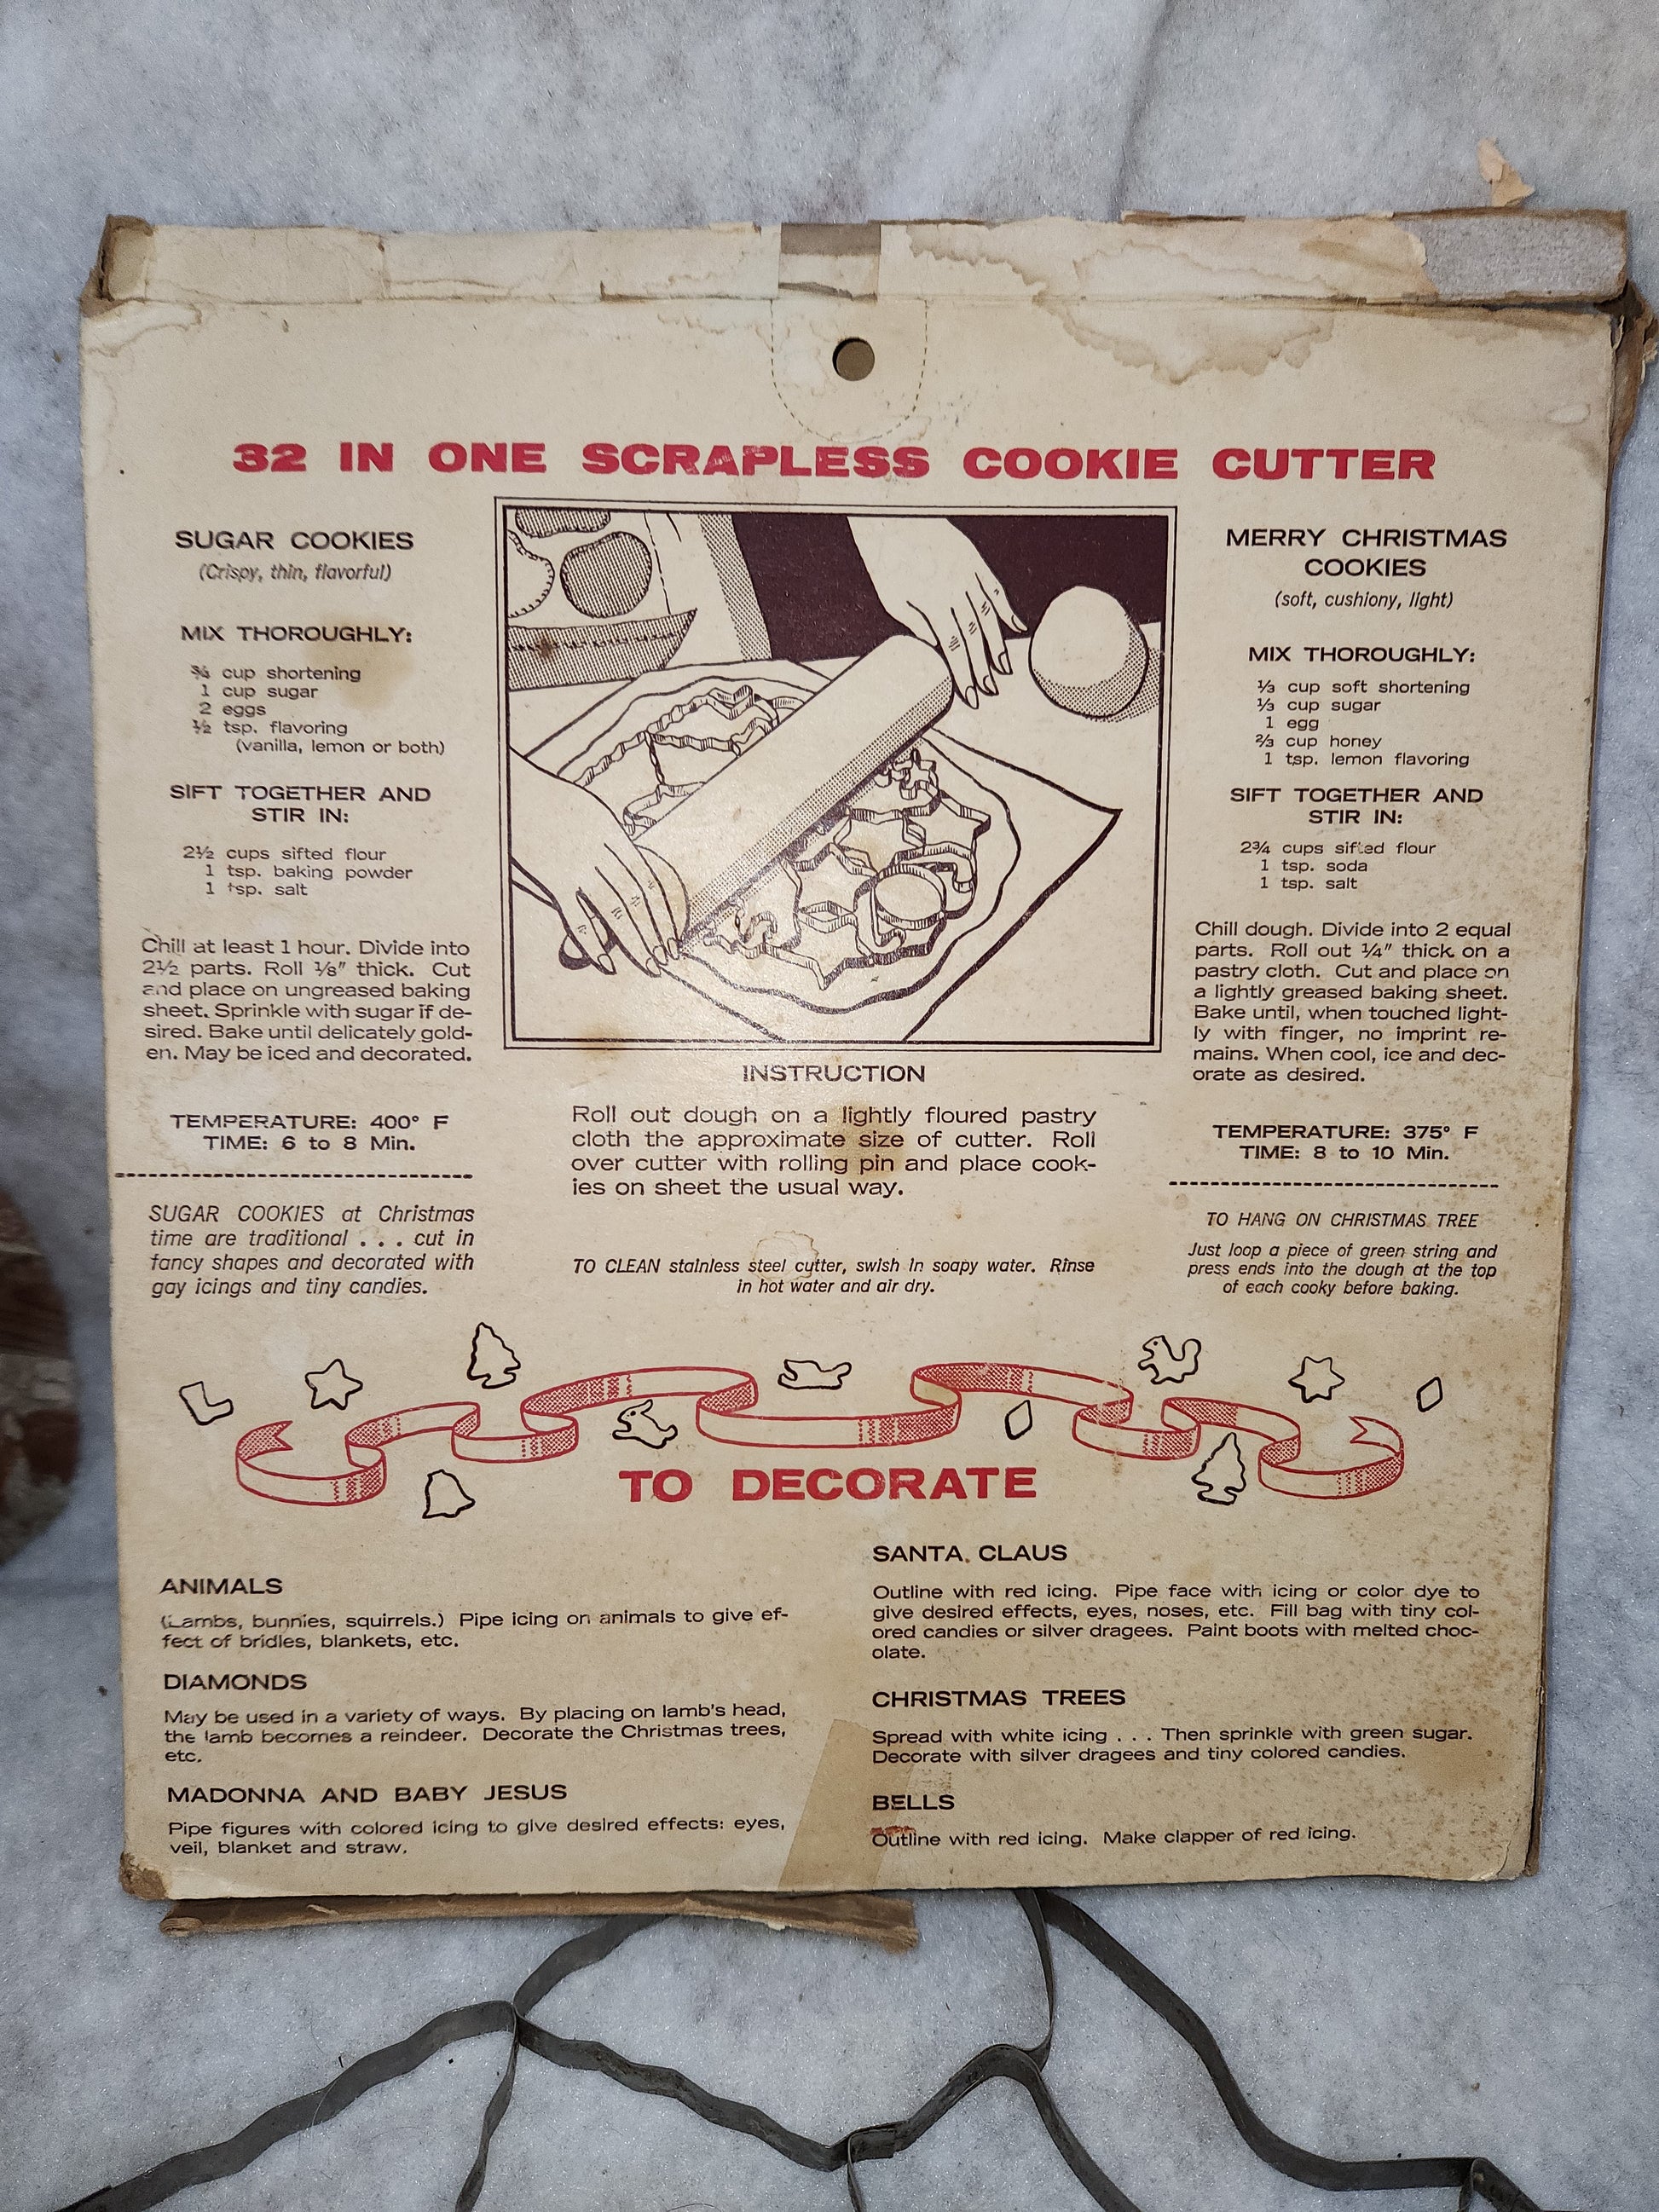 32 IN ONE SCRAPLESS COOKIE CUTTER
SUGAR COOKIES
(Crispy, thin, flavorful)
MIX THOROUGHLY:
¾ cup shortening
1 cup sugar
2 eggs
½ tsp. flavoring
(vanilla, lemon or both)
SIFT TOGETHER AND
STIR IN:
2½ cups sifted flour
1 tsp. baking powder
1 tsp. salt
Chill at least 1 hour. Divide into
2½ parts. Roll ⅛" thick. Cut
and place on ungreased baking
sheet. Sprinkle with sugar if de-
sired. Bake until delicately gold-
en. May be iced and decorated.
TEMPERATURE: 400° F
TIME: 6 to 8 Min.
SUGAR COOKIES at Christmas
time are traditional . . . cut in
fancy shapes and decorated with
gay icings and tiny candies.
INSTRUCTION
Roll out dough on a lightly floured pastry
cloth the approximate size of cutter. Roll
over cutter with rolling pin and place cook-
ies on sheet the usual way.
TO CLEAN stainless steel cutter, swish in soapy water. Rinse
in hot water and air dry.
MERRY CHRISTMAS
COOKIES
(soft, cushiony, light)
MIX THOROUGHLY:
⅓ cup soft shortening
⅓ cup sugar
1 egg
⅔ cup honey
1 tsp. lemon flavoring
SIFT TOGETHER AND
STIR IN:
2¾ cups sifted flour
1 tsp. soda
1 tsp. salt
Chill dough. Divide into 2 equal
parts. Roll out ¼" thick on a
pastry cloth. Cut and place on
a lightly greased baking sheet.
Bake until, when touched light-
ly with finger, no imprint re-
mains. When cool, ice and dec-
orate as desired.
TEMPERATURE: 375° F
TIME: 8 to 10 Min.
TO HANG ON CHRISTMAS TREE
Just loop a piece of green string and
press ends into the dough at the top
of each cooky before baking.
TO DECORATE
ANIMALS
(Lambs, bunnies, squirrels.) Pipe icing on animals to give ef-
fect of bridles, blankets, etc.
DIAMONDS
May be used in a variety of ways. By placing on lamb's head,
the lamb becomes a reindeer. Decorate the Christmas trees,
etc.
MADONNA AND BABY JESUS
Pipe figures with colored icing to give desired effects: eyes,
veil, blanket and straw.
SANTA CLAUS
Outline with red icing. Pipe face with icing or color dye to
give desired effects, eyes, noses, etc. Fill bag with tiny col-
ored candies or silver dragees. Paint boots with melted choc-
olate.
CHRISTMAS TREES
Spread with white icing . . . Then sprinkle with green sugar.
Decorate with silver dragees and tiny colored candies.
BELLS
Outline with red icing. Make clapper of red icing.